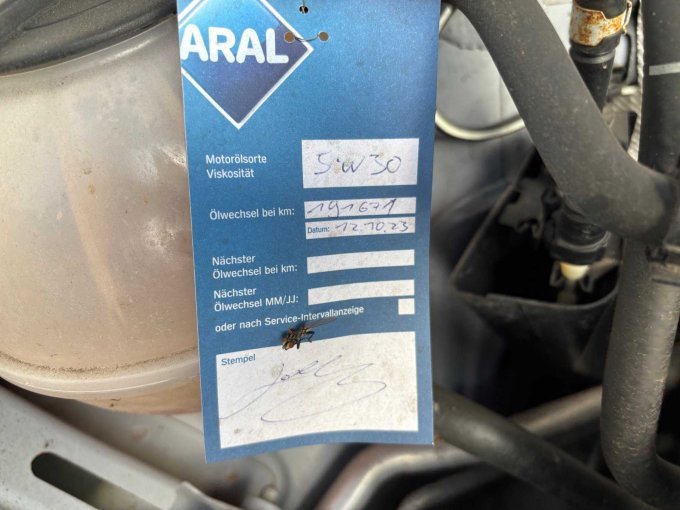 ARAL
Motorölsorte
Viskosität
5W30
Ölwechsel bei km: 191671
Datum: 12.10.23
Nächster
Ölwechsel bei km:
Nächster
Ölwechsel MM/JJ:
oder nach Service-Intervallanzeige
Stempel